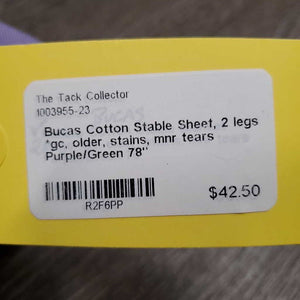 The Tack Collector
1003955-23
Bucas Cotton Stable Sheet, 2 legs
*gc, older, stains, mnr tears
Purple/Green 78"
R2F6PP
$42.50